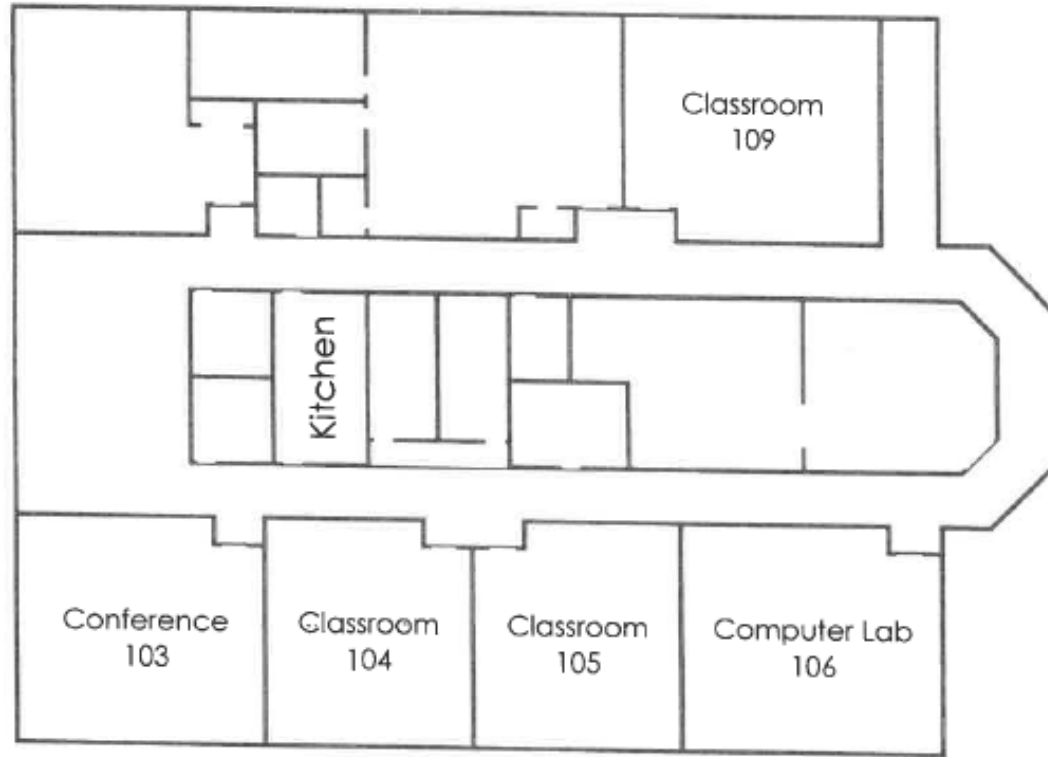 Classroom
109
Kitchen
Conference
103
Classroom
104
Classroom
105
Computer Lab
106